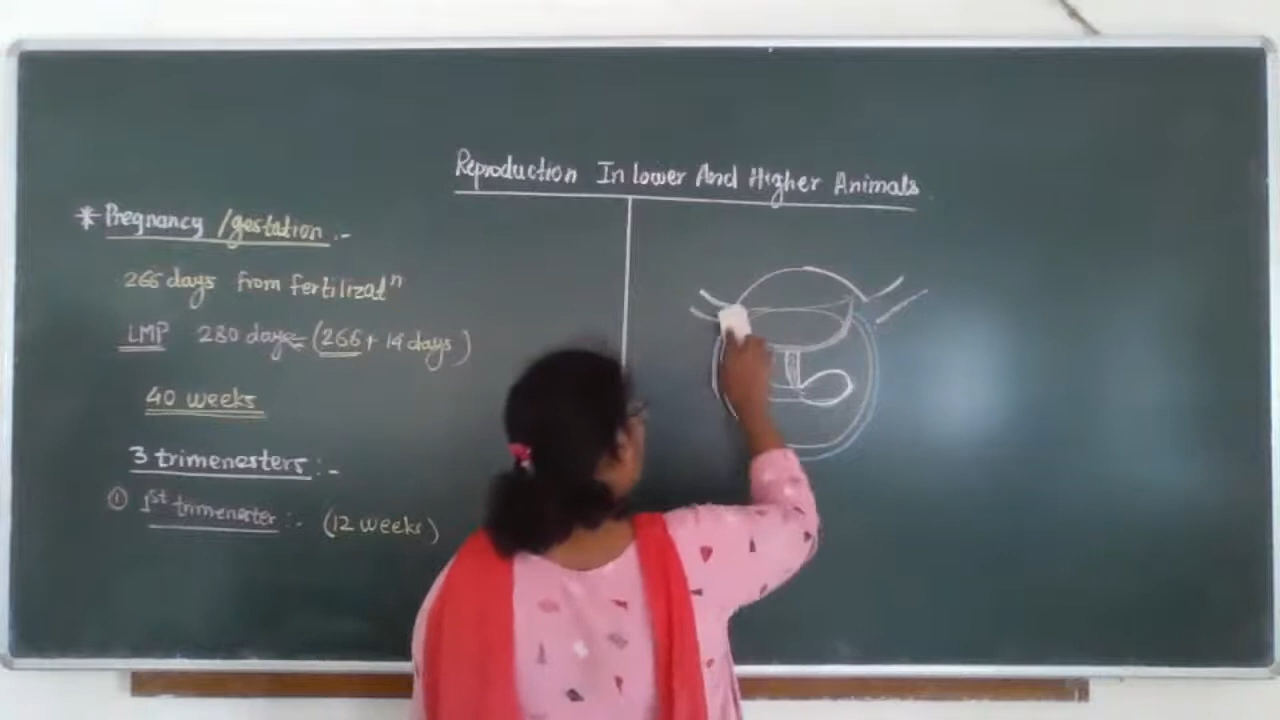 Reproduction In Lower And Higher Animals
* Pregnancy /gestation :-
266 days from fertilizatⁿ
LMP 280 days= (266 + 14 days)
40 weeks
3 trimenesters :-
① 1st trimenester :- (12 weeks)